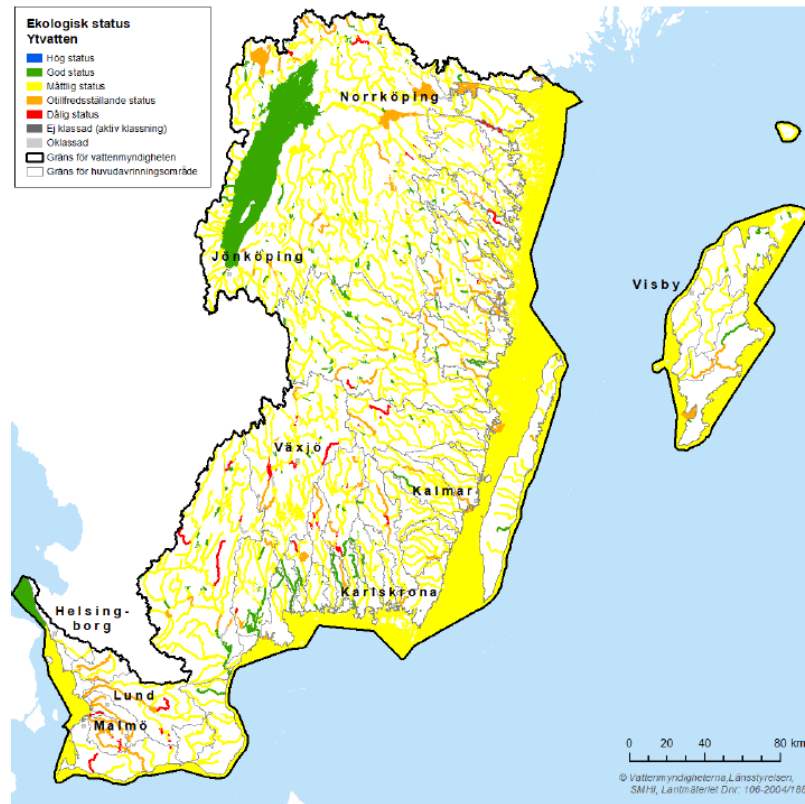 Ekologisk status
Ytvatten
Hög status
God status
Måttlig status
Otillfredsställande status
Dålig status
Ej klassad (aktiv klassning)
Oklassad
Gräns för vattenmyndigheten
Gräns för huvudavrinningsområde
Norrköping
Jönköping
Visby
Växjö
Kalmar
Karlskrona
Helsing-
borg
Lund
Malmö
0 20 40 80 km
© Vattenmyndigheterna, Länsstyrelsen,
SMHI, Lantmäteriet Dnr: 106-2004/188